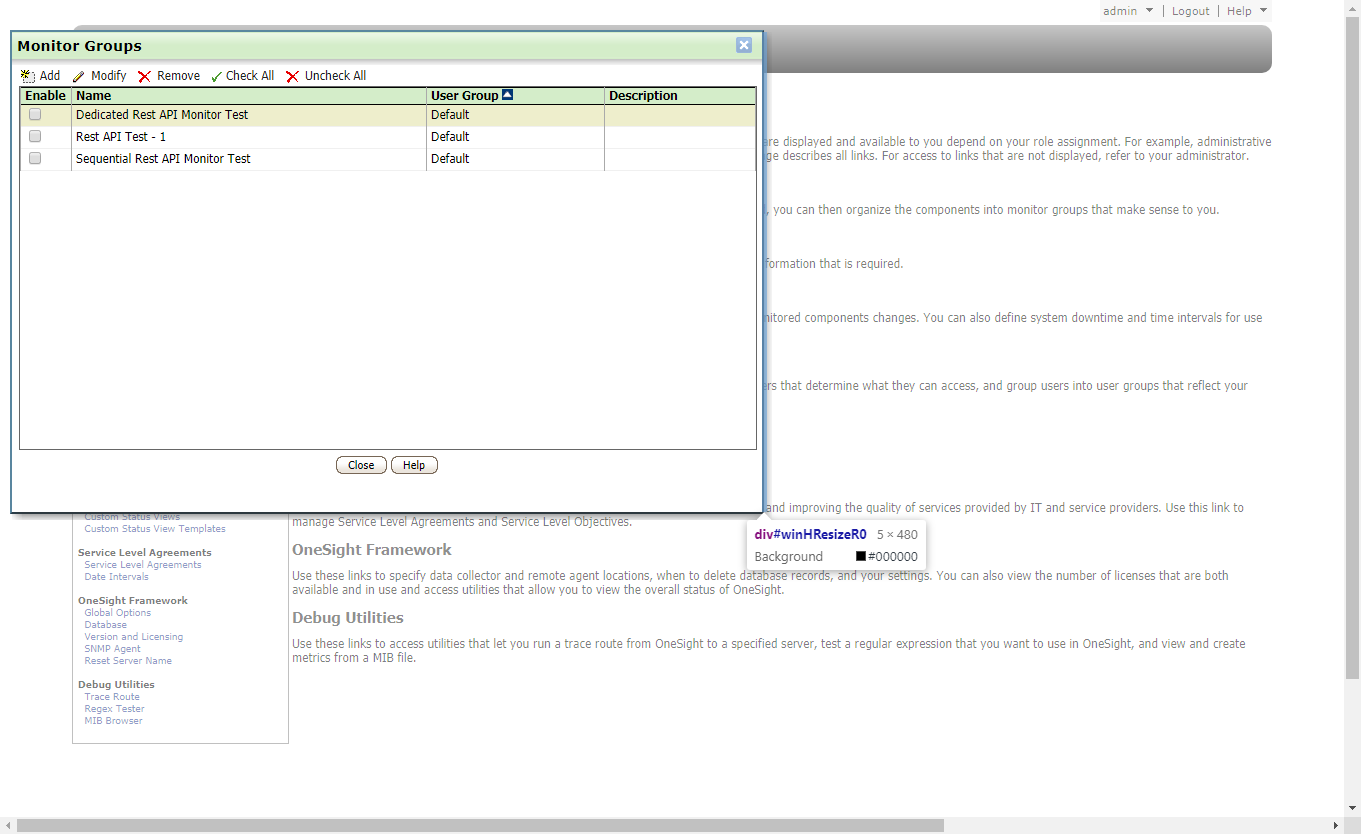 admin | Logout | Help
Monitor Groups
Add Modify Remove Check All Uncheck All
Enable Name User Group Description
Dedicated Rest API Monitor Test Default
Rest API Test - 1 Default
Sequential Rest API Monitor Test Default
Close Help
are displayed and available to you depend on your role assignment. For example, administrative
ge describes all links. For access to links that are not displayed, refer to your administrator.
, you can then organize the components into monitor groups that make sense to you.
formation that is required.
nitored components changes. You can also define system downtime and time intervals for use
ers that determine what they can access, and group users into user groups that reflect your
and improving the quality of services provided by IT and service providers. Use this link to
manage Service Level Agreements and Service Level Objectives.
div#winHResizeR0 5 × 480
Background #000000
Custom Status Views
Custom Status View Templates
Service Level Agreements
Service Level Agreements
Date Intervals
OneSight Framework
Global Options
Database
Version and Licensing
SNMP Agent
Reset Server Name
Debug Utilities
Trace Route
Regex Tester
MIB Browser
OneSight Framework
Use these links to specify data collector and remote agent locations, when to delete database records, and your settings. You can also view the number of licenses that are both
available and in use and access utilities that allow you to view the overall status of OneSight.
Debug Utilities
Use these links to access utilities that let you run a trace route from OneSight to a specified server, test a regular expression that you want to use in OneSight, and view and create
metrics from a MIB file.